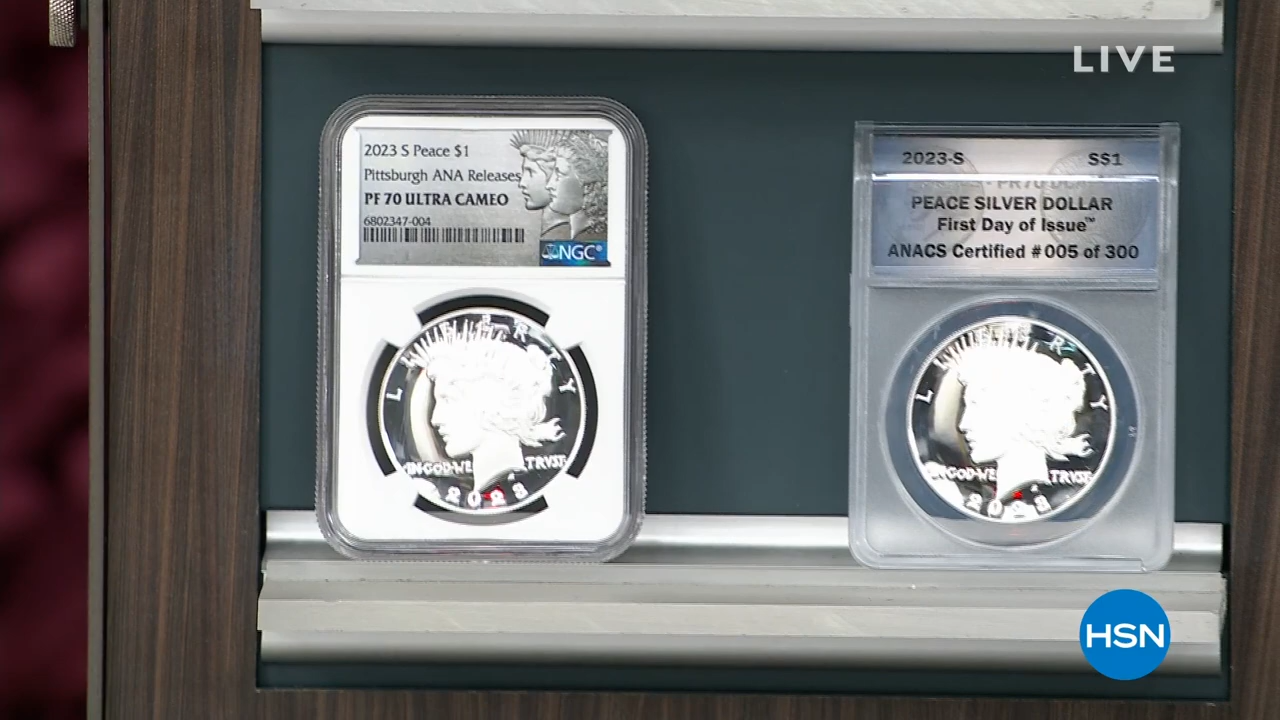 LIVE
2023 S Peace $1
Pittsburgh ANA Releases
PF 70 ULTRA CAMEO
6802347-004
NGC
LIBERTY
IN GOD WE TRVST
2023
2023-S S$1
PEACE SILVER DOLLAR
First Day of Issue™
ANACS Certified #005 of 300
LIBERTY
IN GOD WE TRVST
2023
HSN